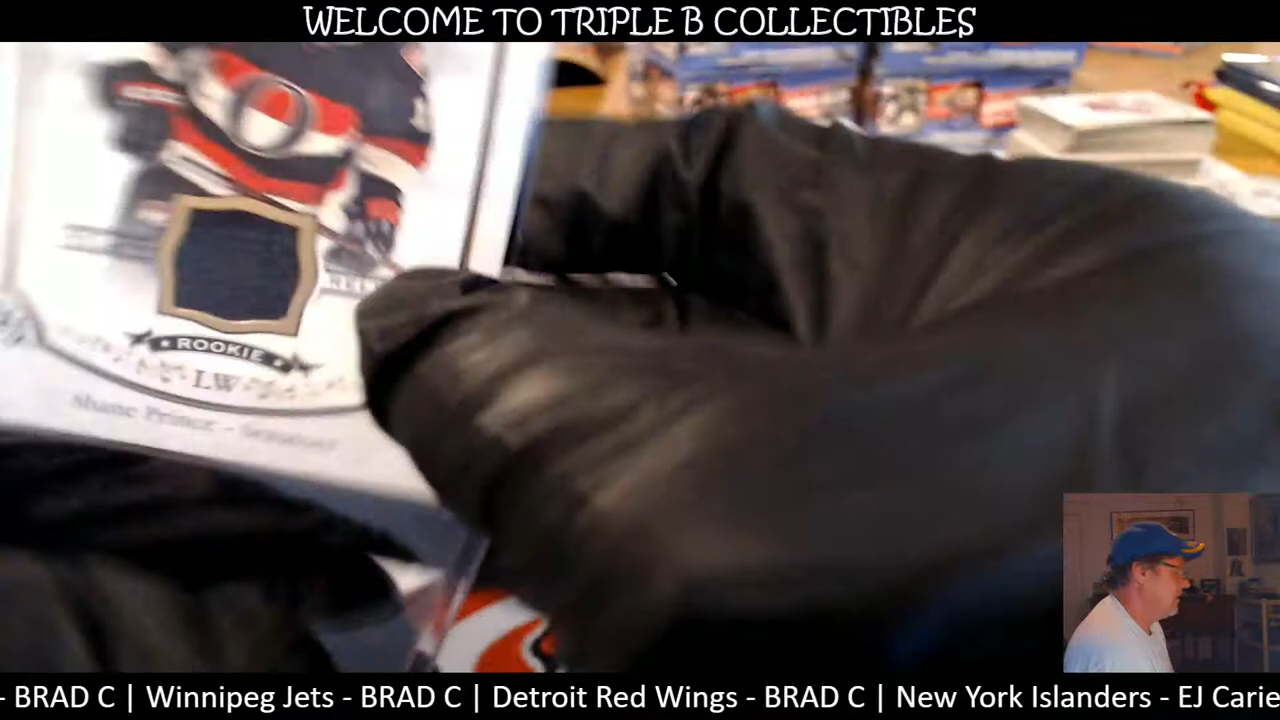 WELCOME TO TRIPLE B COLLECTIBLES
ROOKIE
LW
Shane Prince - Senators
- BRAD C | Winnipeg Jets - BRAD C | Detroit Red Wings - BRAD C | New York Islanders - EJ Carie